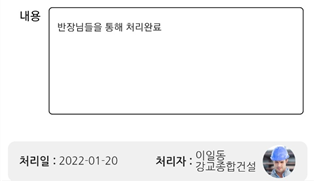 내용
반장님들을 통해 처리완료
처리일 : 2022-01-20
처리자 : 이일동
강교종합건설